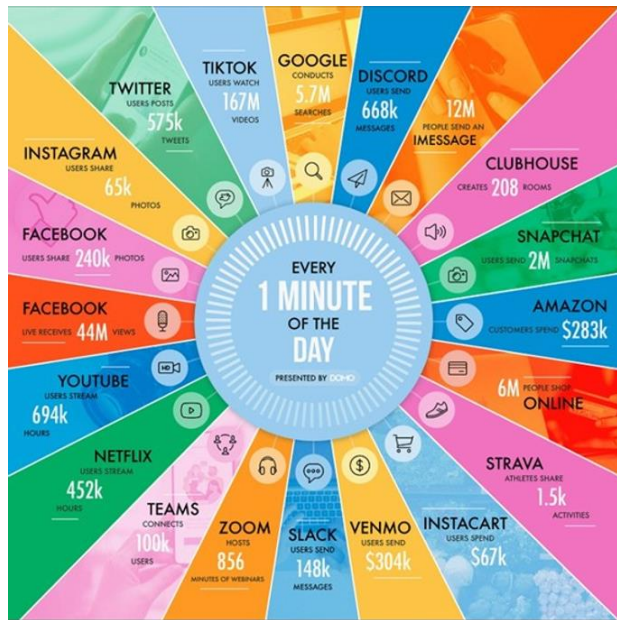 EVERY
1 MINUTE
OF THE
DAY
PRESENTED BY DOMO
GOOGLE
CONDUCTS
5.7M
SEARCHES
DISCORD
USERS SEND
668k
MESSAGES
12M
PEOPLE SEND AN
IMESSAGE
CLUBHOUSE
CREATES 208 ROOMS
SNAPCHAT
USERS SEND 2M SNAPCHATS
AMAZON
CUSTOMERS SPEND $283k
6M PEOPLE SHOP
ONLINE
STRAVA
ATHLETES SHARE
1.5k
ACTIVITIES
INSTACART
USERS SPEND
$67k
VENMO
USERS SEND
$304k
SLACK
USERS SEND
148k
MESSAGES
ZOOM
HOSTS
856
MINUTES OF WEBINARS
TEAMS
CONNECTS
100k
USERS
NETFLIX
USERS STREAM
452k
HOURS
YOUTUBE
USERS STREAM
694k
HOURS
HD
FACEBOOK
LIVE RECEIVES 44M VIEWS
FACEBOOK
USERS SHARE 240k PHOTOS
INSTAGRAM
USERS SHARE
65k
PHOTOS
TWITTER
USERS POSTS
575k
TWEETS
TIKTOK
USERS WATCH
167M
VIDEOS